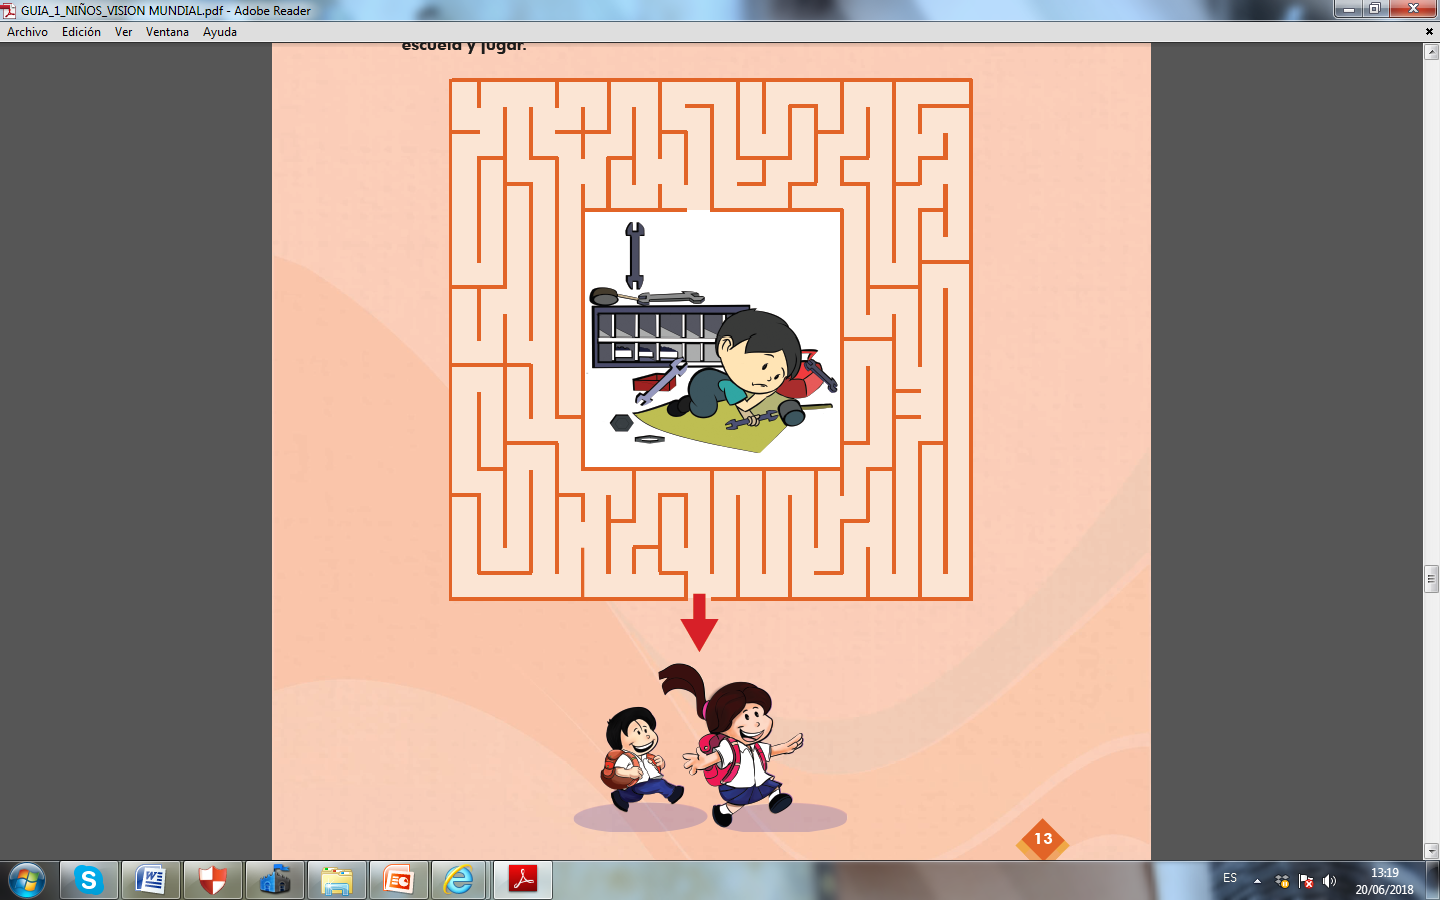 GUIA_1_NIÑOS_VISION MUNDIAL.pdf - Adobe Reader
Archivo Edición Ver Ventana Ayuda
escuela y jugar.
13
ES
13:19
20/06/2018